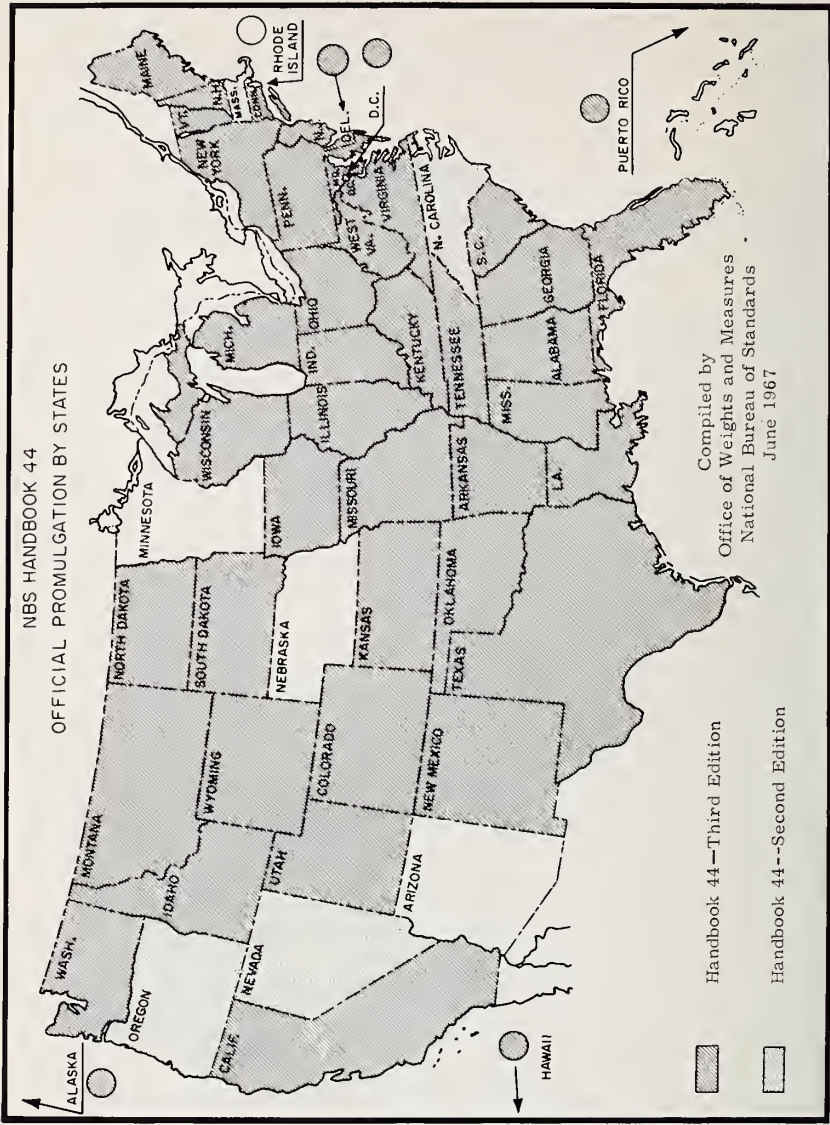 NBS HANDBOOK 44
OFFICIAL PROMULGATION BY STATES
ALASKA
WASH.
OREGON
CALIF.
NEVADA
IDAHO
MONTANA
WYOMING
UTAH
COLORADO
ARIZONA
NEW MEXICO
NORTH DAKOTA
SOUTH DAKOTA
NEBRASKA
KANSAS
OKLAHOMA
TEXAS
MINNESOTA
IOWA
MISSOURI
ARKANSAS
LA.
WISCONSIN
ILLINOIS
MICH.
IND.
OHIO
KENTUCKY
TENNESSEE
MISS.
ALABAMA
GEORGIA
FLORIDA
S.C.
N. CAROLINA
VIRGINIA
WEST
VA.
PENN.
NEW
YORK
VT.
N.H.
MAINE
MASS.
CONN.
RHODE
ISLAND
N.J.
DEL.
MD.
D.C.
HAWAII
PUERTO RICO
Handbook 44—Third Edition
Handbook 44--Second Edition
Compiled by
Office of Weights and Measures
National Bureau of Standards
June 1967